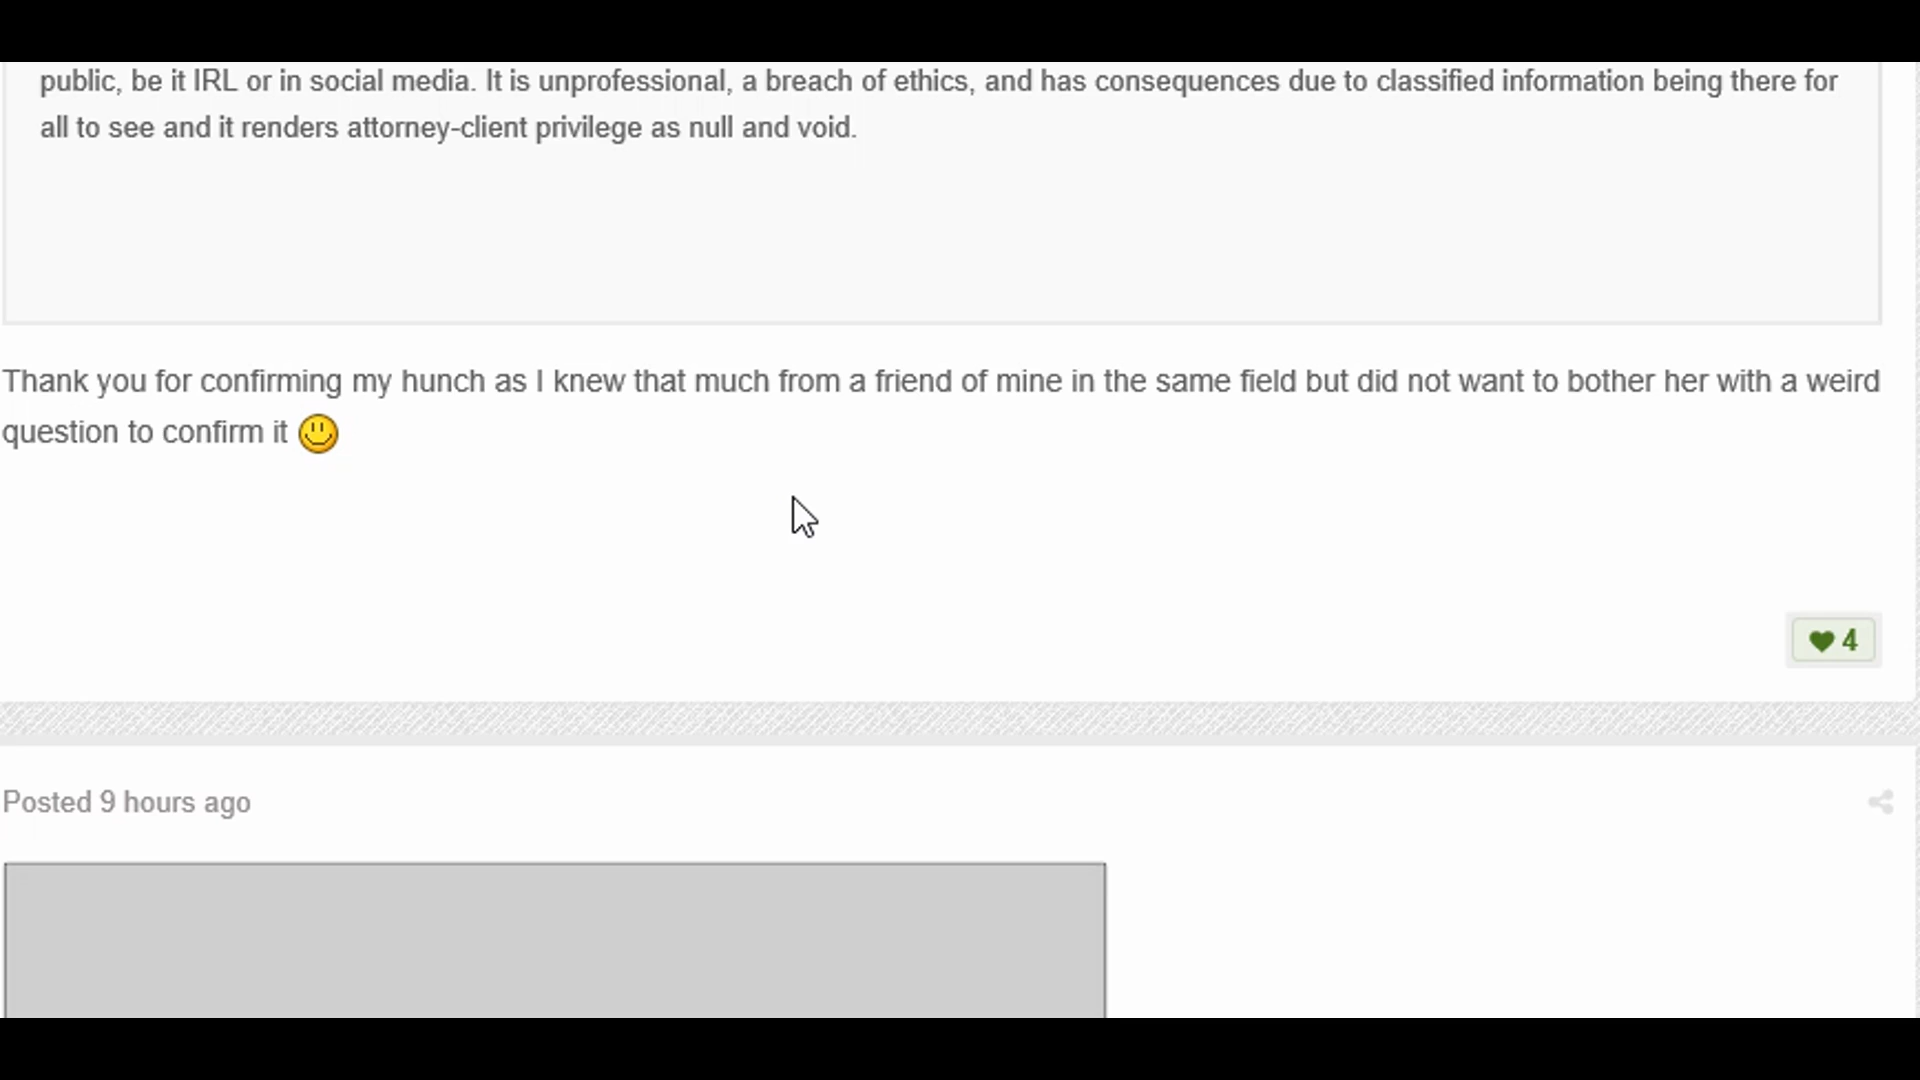 public, be it IRL or in social media. It is unprofessional, a breach of ethics, and has consequences due to classified information being there for
all to see and it renders attorney-client privilege as null and void.
Thank you for confirming my hunch as I knew that much from a friend of mine in the same field but did not want to bother her with a weird
question to confirm it
4
Posted 9 hours ago